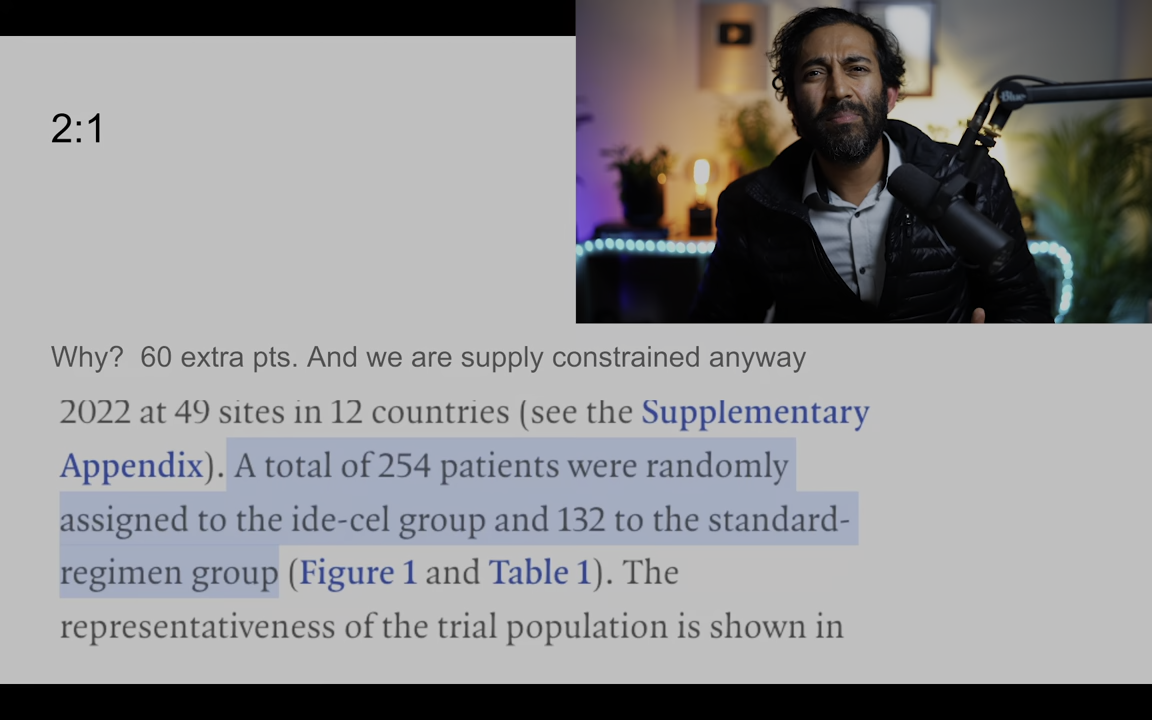 2:1
Blue
Why? 60 extra pts. And we are supply constrained anyway
2022 at 49 sites in 12 countries (see the Supplementary
Appendix). A total of 254 patients were randomly
assigned to the ide-cel group and 132 to the standard-
regimen group (Figure 1 and Table 1). The
representativeness of the trial population is shown in